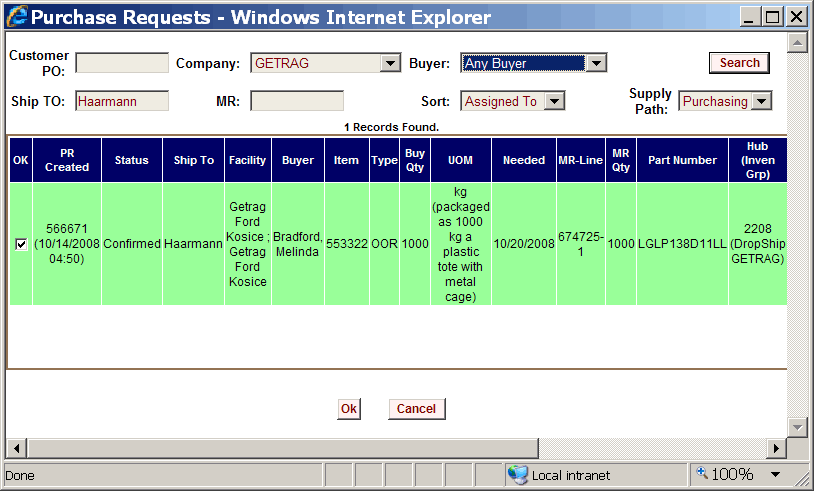 Purchase Requests - Windows Internet Explorer
Customer PO: Company: GETRAG Buyer: Any Buyer Search
Ship TO: Haarmann MR: Sort: Assigned To Supply Path: Purchasing
1 Records Found.
OK PR Created Status Ship To Facility Buyer Item Type Buy Qty UOM Needed MR-Line MR Qty Part Number Hub (Inven Grp)
566671 (10/14/2008 04:50) Confirmed Haarmann Getrag Ford Kosice ; Getrag Ford Kosice Bradford, Melinda 553322 OOR 1000 kg (packaged as 1000 kg a plastic tote with metal cage) 10/20/2008 674725-1 1000 LGLP138D11LL 2208 (DropShip GETRAG)
Ok Cancel
Done Local intranet 100%